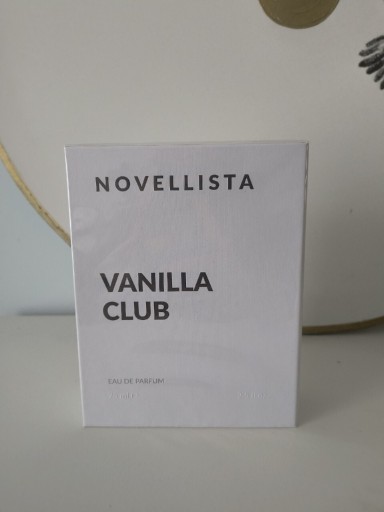 NOVELLISTA
VANILLA
CLUB
EAU DE PARFUM